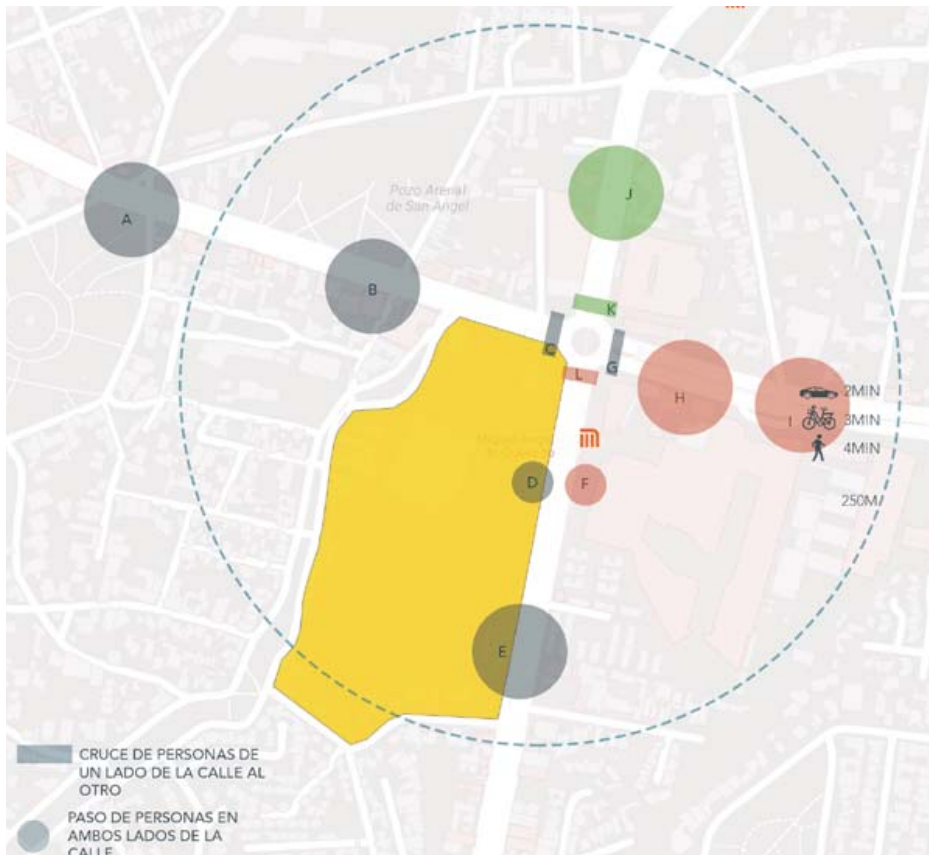 Pozo Arenal
de San Ángel
A
B
J
K
C
G
L
H
I
2MIN
3MIN
4MIN
250M
D
F
E
CRUCE DE PERSONAS DE
UN LADO DE LA CALLE AL
OTRO
PASO DE PERSONAS EN
AMBOS LADOS DE LA
CALLE